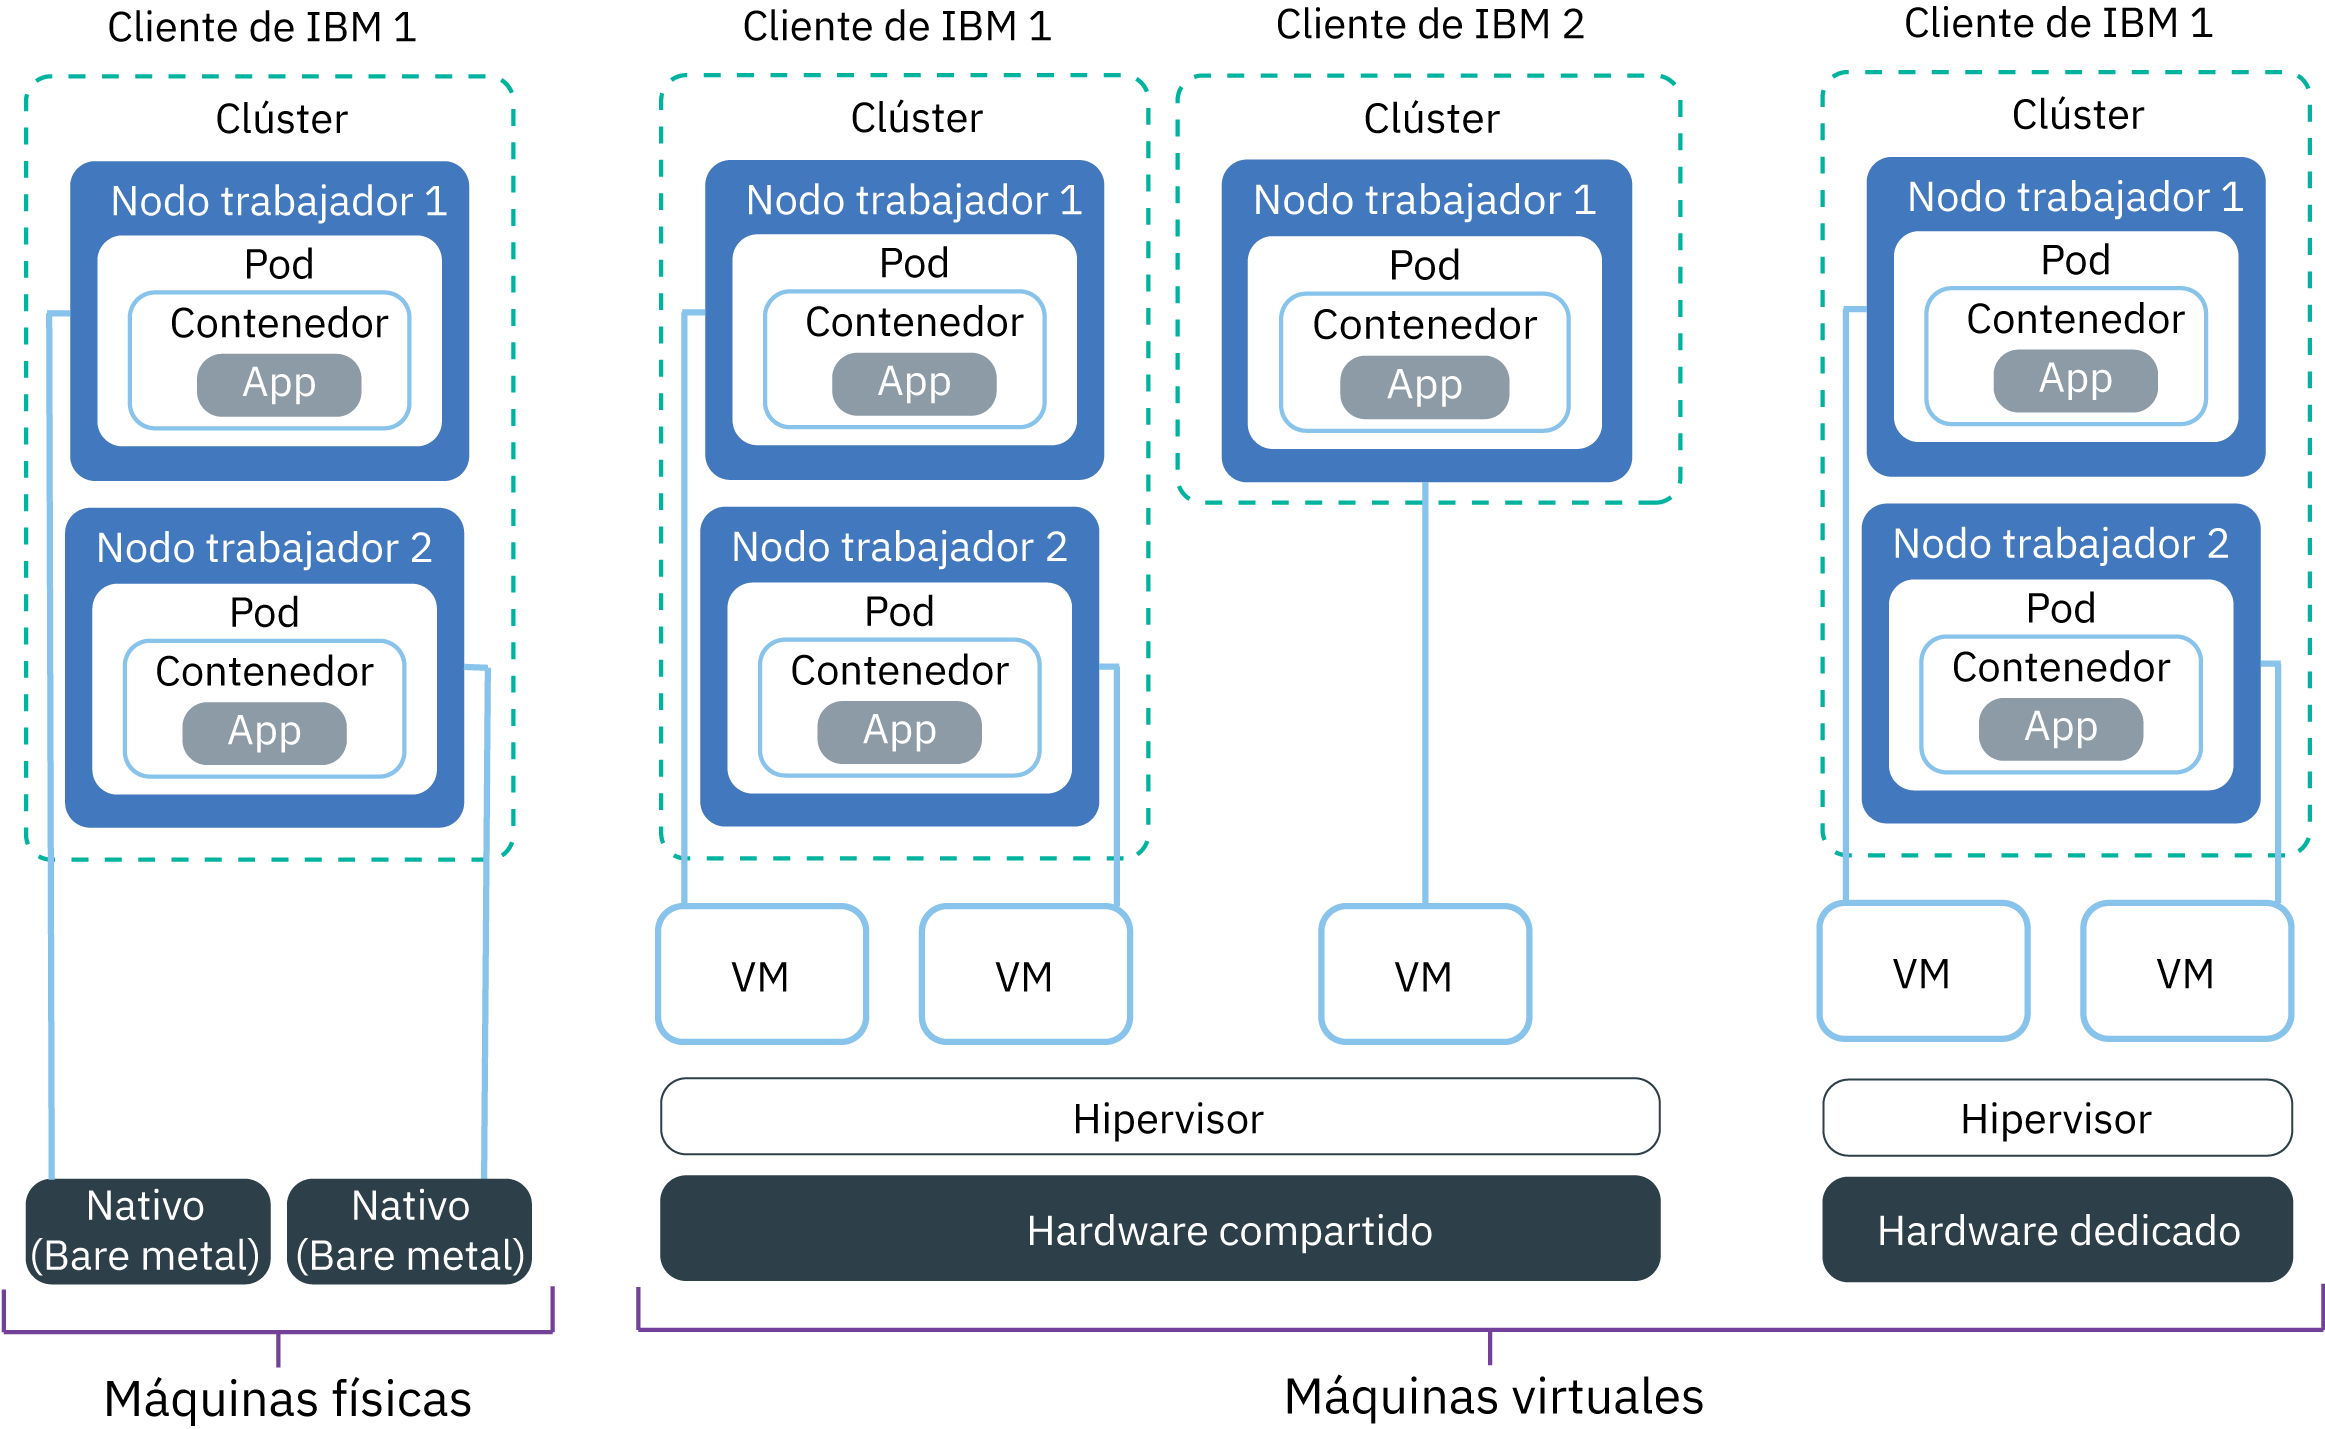 Cliente de IBM 1
Clúster
Nodo trabajador 1
Pod
Contenedor
App
Nodo trabajador 2
Pod
Contenedor
App
Nativo
(Bare metal)
Nativo
(Bare metal)
Máquinas físicas
Cliente de IBM 1
Clúster
Nodo trabajador 1
Pod
Contenedor
App
Nodo trabajador 2
Pod
Contenedor
App
VM
VM
Cliente de IBM 2
Clúster
Nodo trabajador 1
Pod
Contenedor
App
VM
Hipervisor
Hardware compartido
Cliente de IBM 1
Clúster
Nodo trabajador 1
Pod
Contenedor
App
Nodo trabajador 2
Pod
Contenedor
App
VM
VM
Hipervisor
Hardware dedicado
Máquinas virtuales